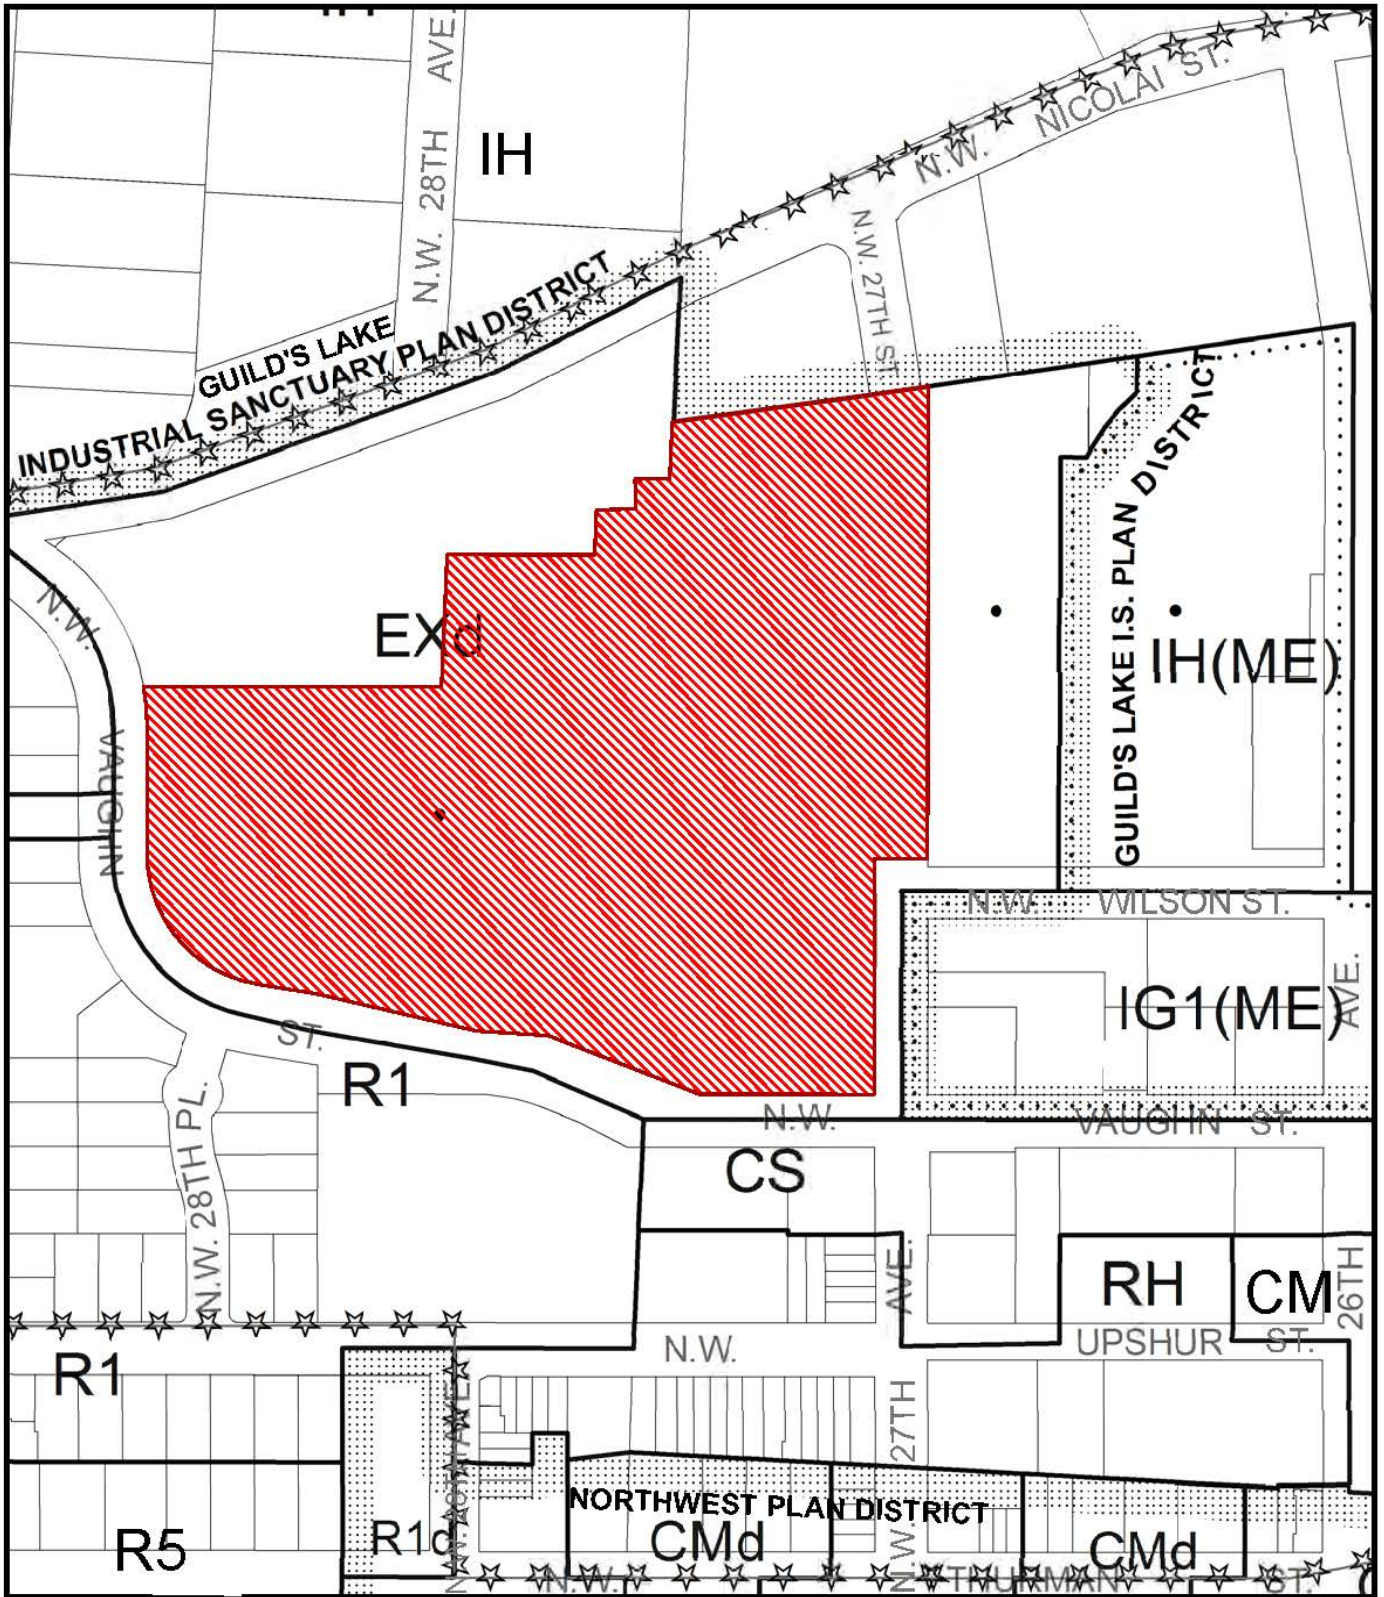 AVE.
N.W. 28TH
IH
N.W. NICOLAI ST.
N.W. 27TH ST.
GUILD'S LAKE
INDUSTRIAL SANCTUARY PLAN DISTRICT
GUILD'S LAKE I.S. PLAN DISTRICT
N.W.
VAUGHN
ST.
EXd
IH(ME)
N.W. WILSON ST.
IG1(ME)
AVE.
R1
N.W. VAUGHN ST.
CS
N.W. 28TH PL.
AVE.
RH
CM
26TH
N.W. UPSHUR ST.
R1
27TH
N.W.
NORTHWEST PLAN DISTRICT
R5
R1d
CMd
CMd
N.W. THURMAN ST.